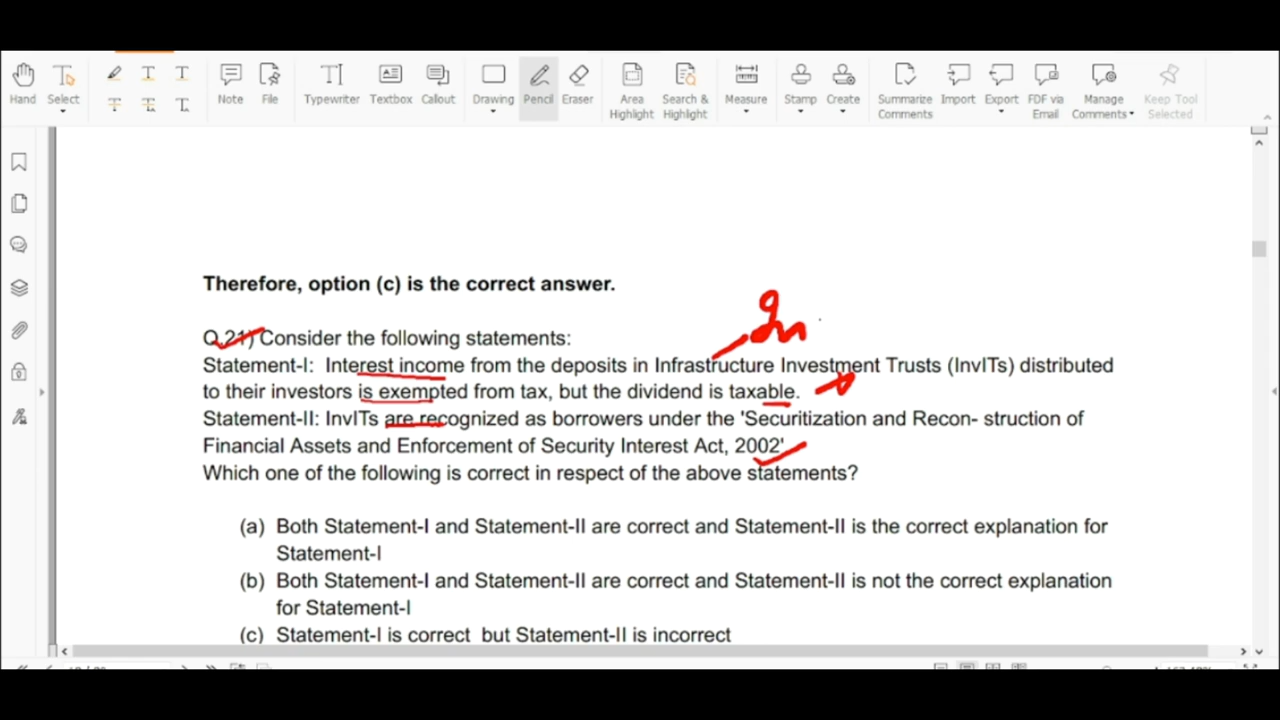 Hand
Select
Note
File
Typewriter
Textbox
Callout
Drawing
Pencil
Eraser
Area Highlight
Search & Highlight
Measure
Stamp
Create
Summarize Comments
Import
Export
FDF via Email
Manage Comments
Keep Tool Selected
Therefore, option (c) is the correct answer.
In
Q.21) Consider the following statements:
Statement-I: Interest income from the deposits in Infrastructure Investment Trusts (InvITs) distributed
to their investors is exempted from tax, but the dividend is taxable.
Statement-II: InvITs are recognized as borrowers under the 'Securitization and Recon- struction of
Financial Assets and Enforcement of Security Interest Act, 2002'.
Which one of the following is correct in respect of the above statements?
(a) Both Statement-I and Statement-II are correct and Statement-II is the correct explanation for
Statement-I
(b) Both Statement-I and Statement-II are correct and Statement-II is not the correct explanation
for Statement-I
(c) Statement-I is correct but Statement-II is incorrect